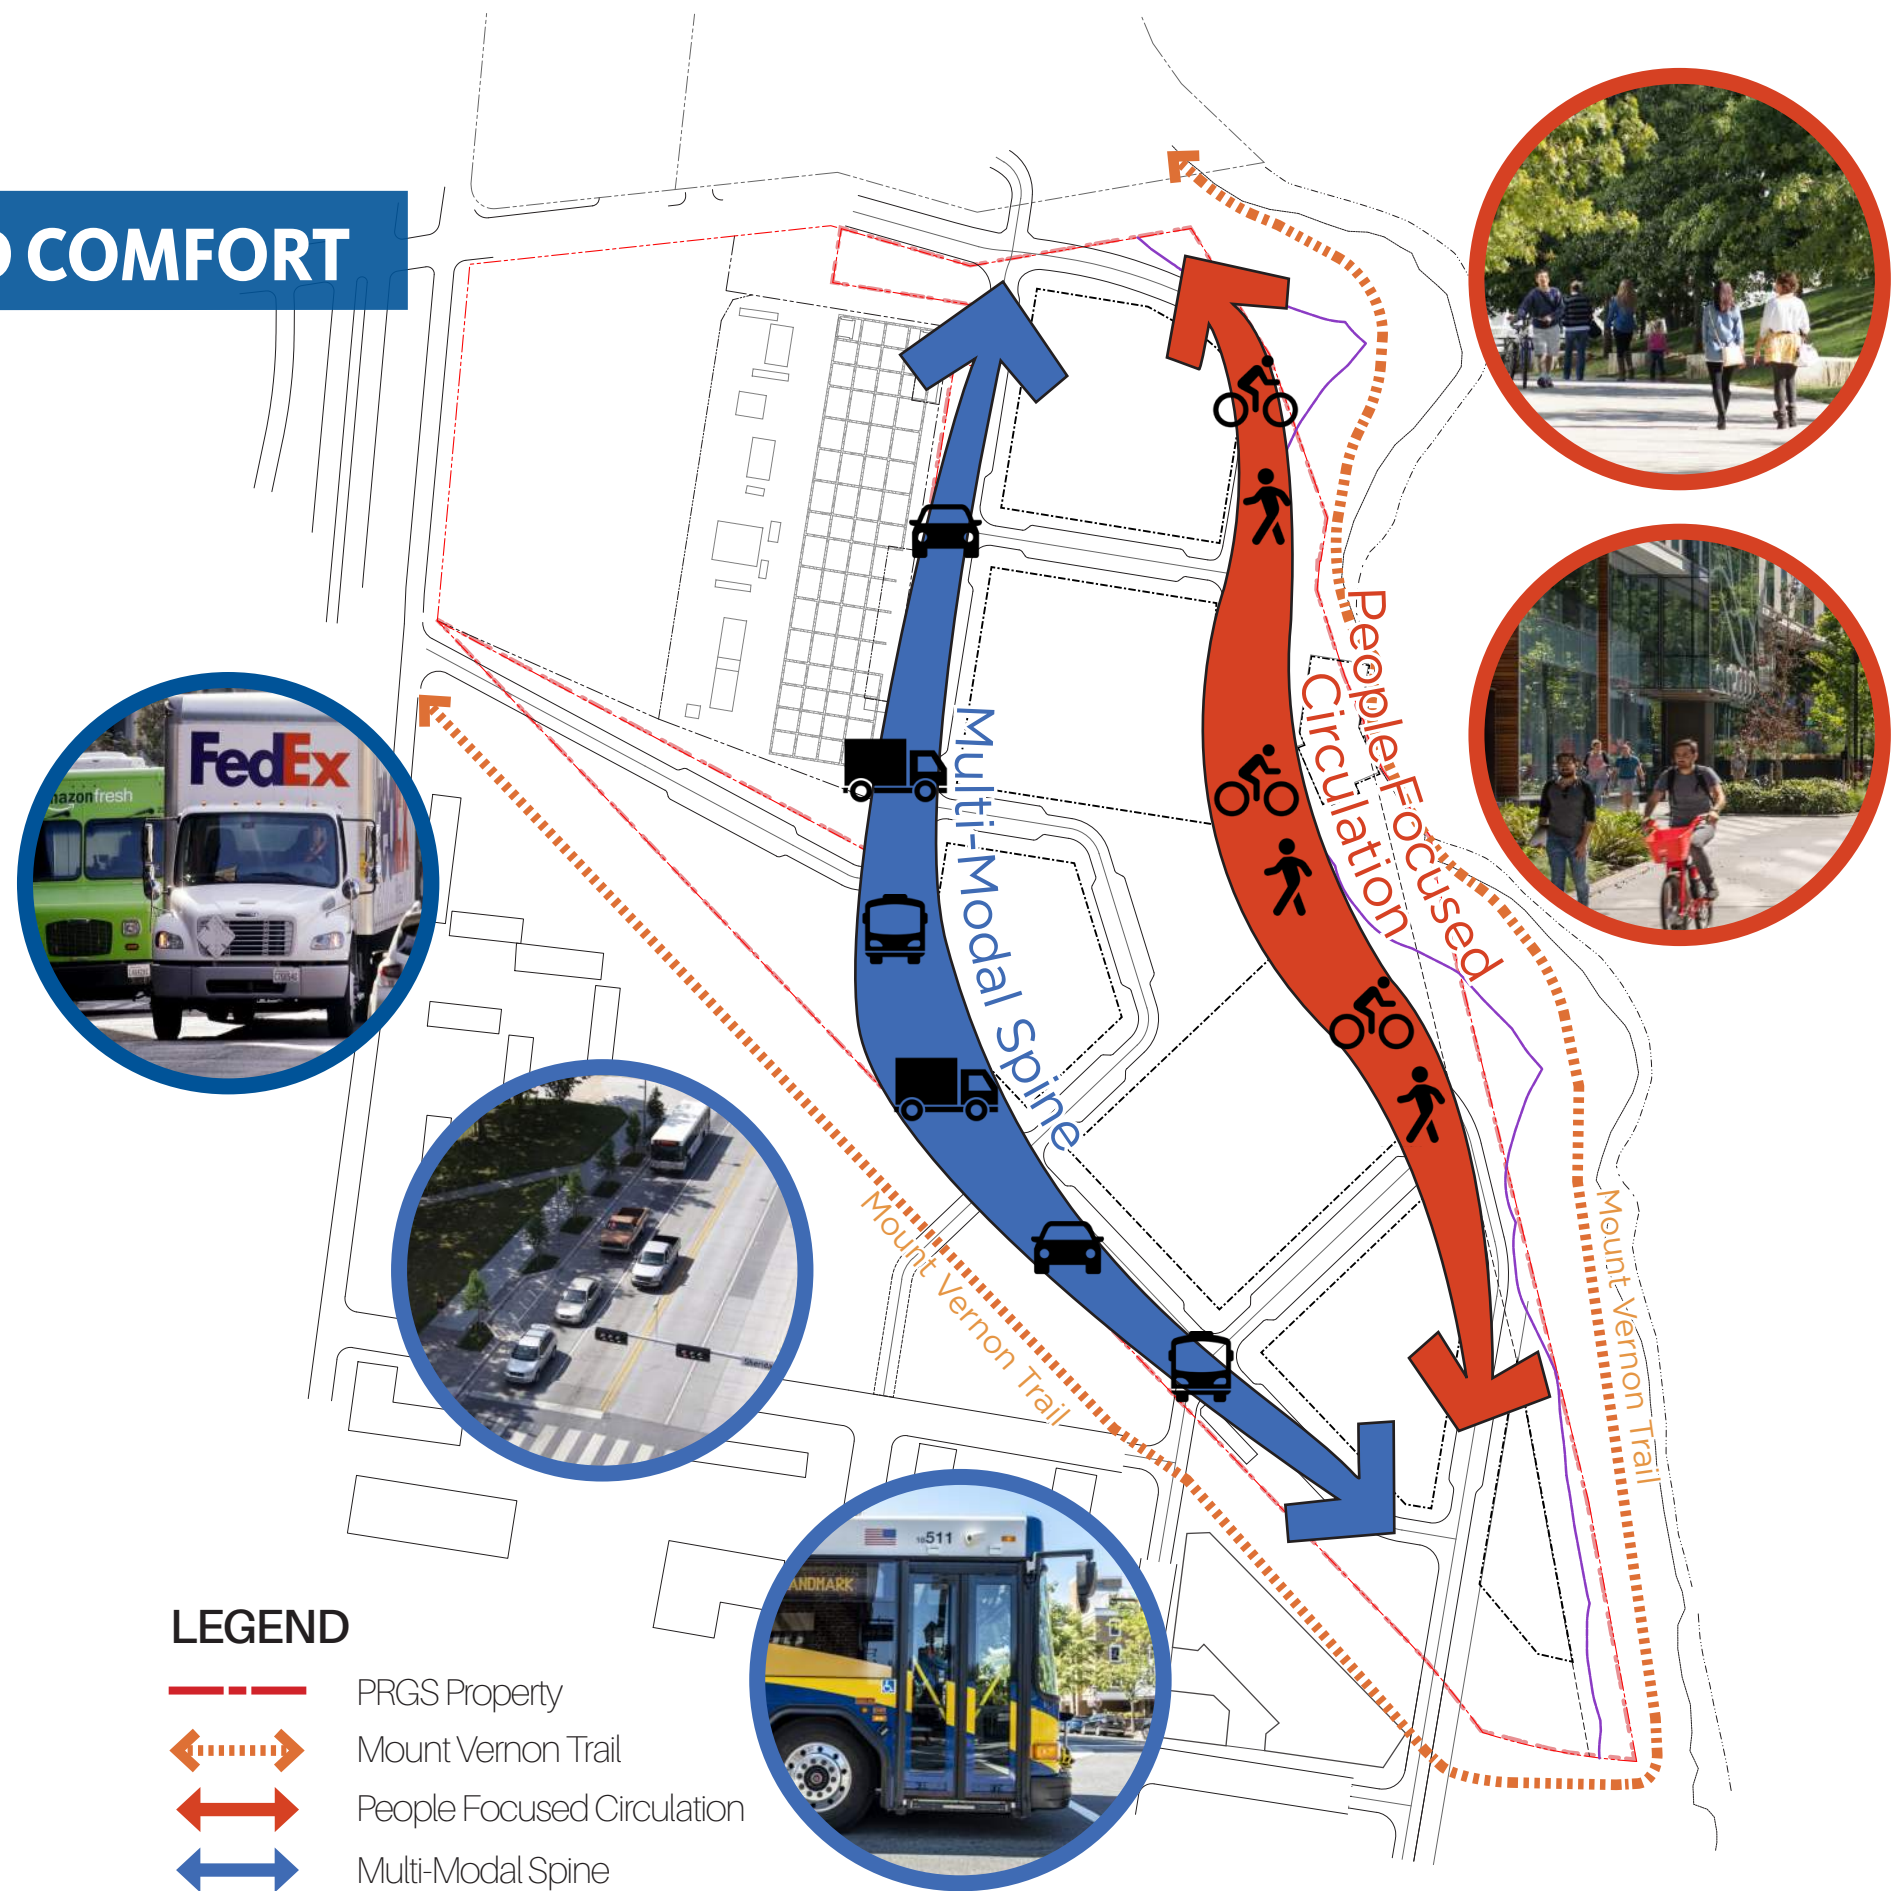 COMFORT
People Focused
Circulation
FedEx
fresh
Multi-Modal Spine
Mount Vernon Trail
Mount Vernon Trail
511
LEGEND
PRGS Property
Mount Vernon Trail
People Focused Circulation
Multi-Modal Spine